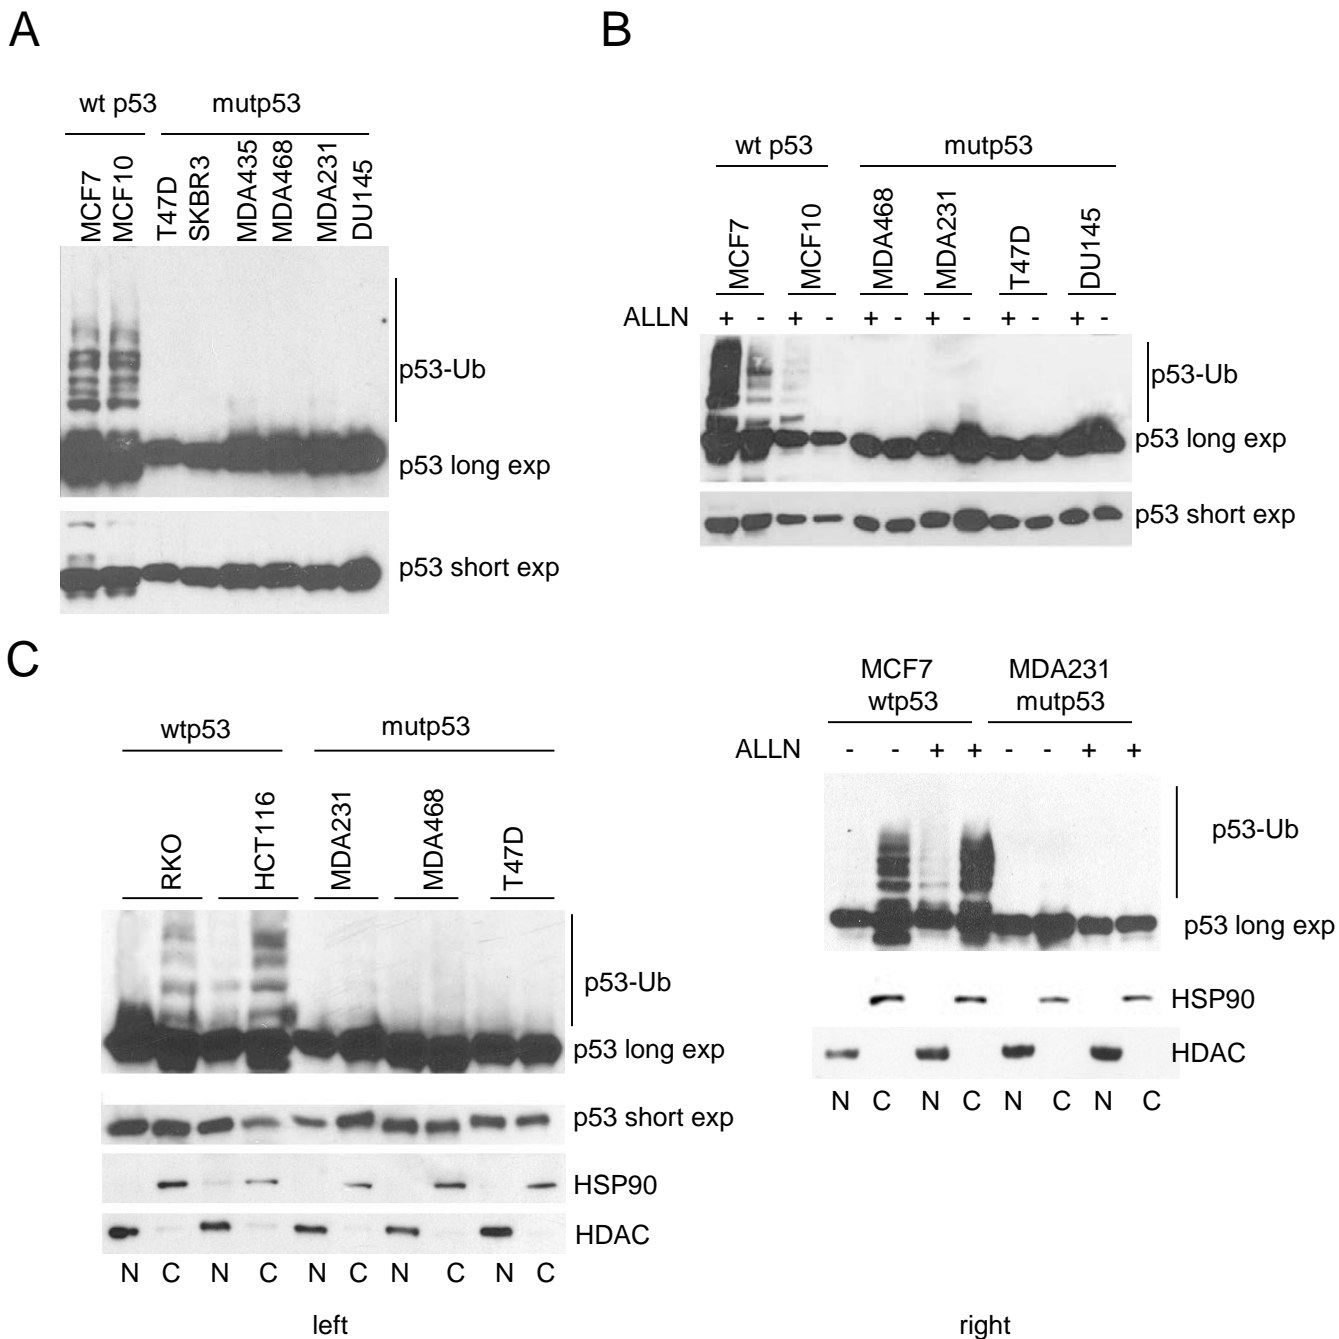 A
wt p53 mutp53
MCF7 MCF10 T47D SKBR3 MDA435 MDA468 MDA231 DU145
p53-Ub
p53 long exp
p53 short exp
B
wt p53 mutp53
MCF7 MCF10 MDA468 MDA231 T47D DU145
ALLN + - + - + - + - + - + -
p53-Ub
p53 long exp
p53 short exp
C
wtp53 mutp53
RKO HCT116 MDA231 MDA468 T47D
p53-Ub
p53 long exp
p53 short exp
HSP90
HDAC
N C N C N C N C N C
left
MCF7 MDA231
wtp53 mutp53
ALLN - - + + - - + +
p53-Ub
p53 long exp
HSP90
HDAC
N C N C N C N C
right